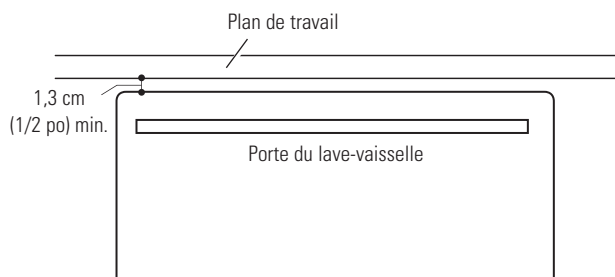 Plan de travail
1,3 cm
(1/2 po) min.
Porte du lave-vaisselle